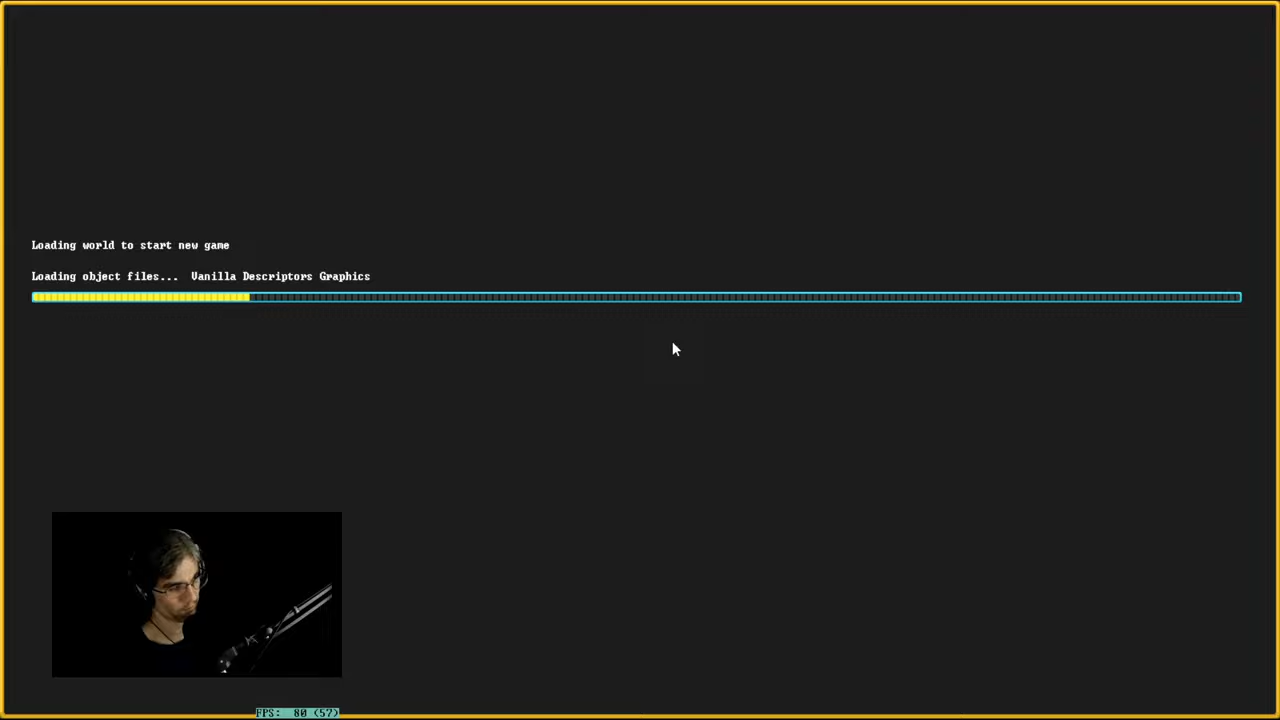 Loading world to start new game
Loading object files... Vanilla Descriptors Graphics
FPS: 80 (57)